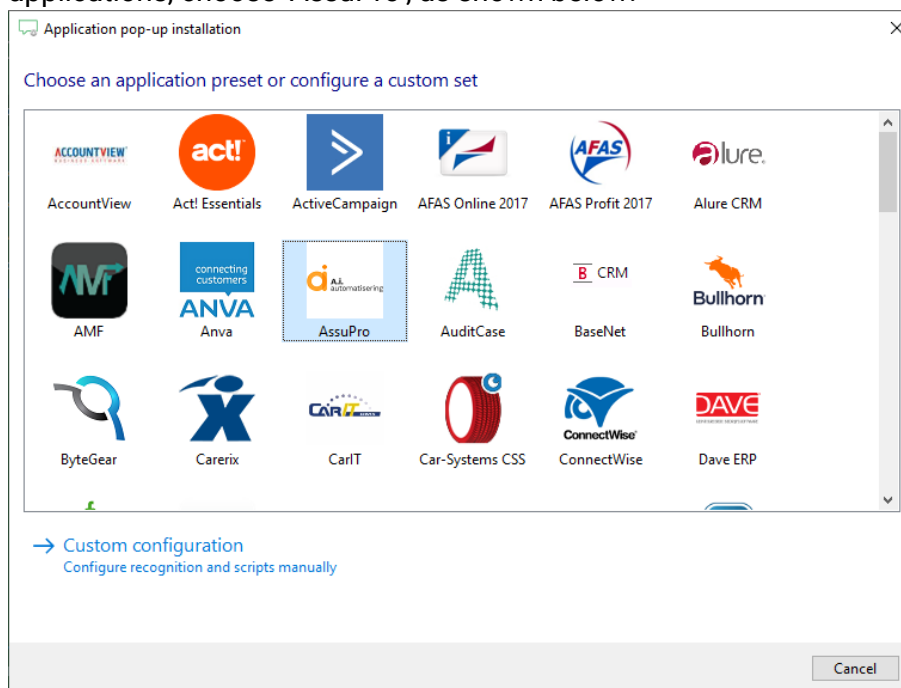 Application pop-up installation
Choose an application preset or configure a custom set
ACCOUNTVIEW
act!
i
AFAS
alure.
AccountView
Act! Essentials
ActiveCampaign
AFAS Online 2017
AFAS Profit 2017
Alure CRM
AMF
connecting
customers
ANVA
A.i.
automatisering
B CRM
Bullhorn
AMF
Anva
AssuPro
AuditCase
BaseNet
Bullhorn
CARIT
ConnectWise
DAVE
ByteGear
Carerix
CarIT
Car-Systems CSS
ConnectWise
Dave ERP
Custom configuration
Configure recognition and scripts manually
Cancel